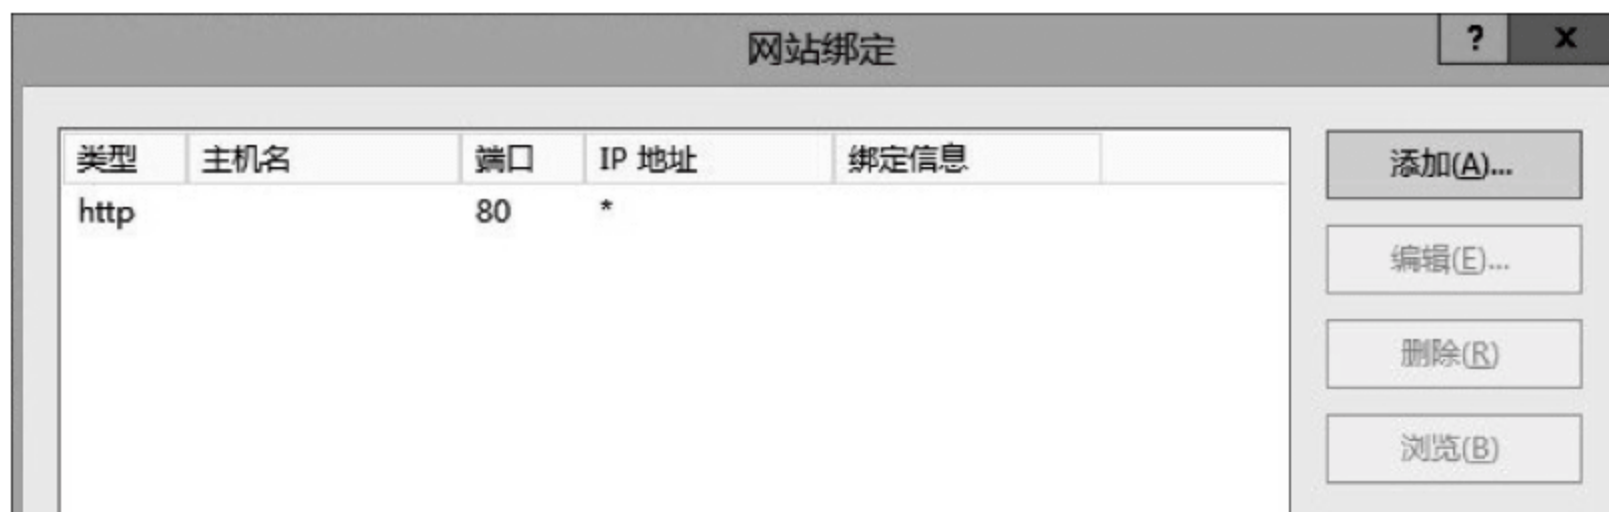 网站绑定
?
X
类型 主机名 端口 IP 地址 绑定信息
http 80 *
添加(A)...
编辑(E)...
删除(R)
浏览(B)